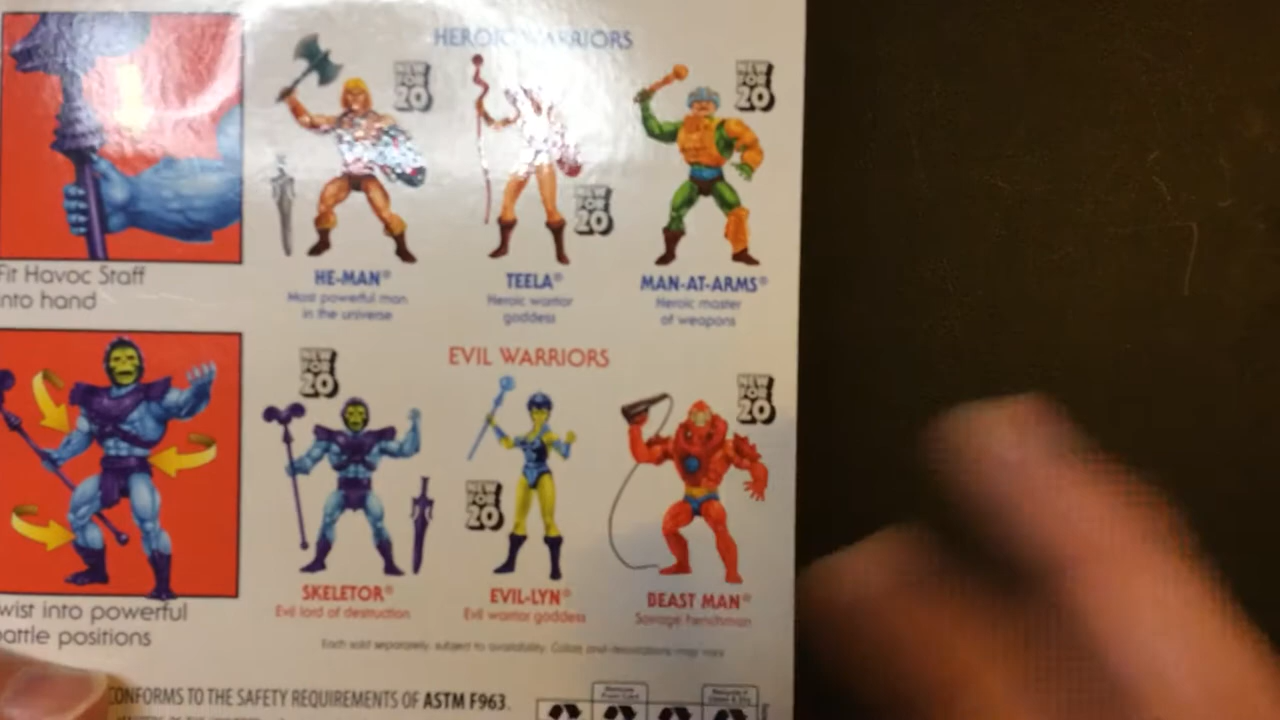 HEROIC WARRIORS
NEW FOR 20
NEW FOR 20
NEW FOR 20
Fit Havoc Staff
into hand
HE-MAN®
Most powerful man
in the universe
TEELA®
Heroic warrior
goddess
MAN-AT-ARMS®
Heroic master
of weapons
EVIL WARRIORS
NEW FOR 20
NEW FOR 20
NEW FOR 20
SKELETOR®
Evil lord of destruction
EVIL-LYN®
Evil warrior goddess
BEAST MAN®
Savage henchman
wist into powerful
attle positions
Each sold separately, subject to availability. Colors and decorations may vary.
CONFORMS TO THE SAFETY REQUIREMENTS OF ASTM F963.